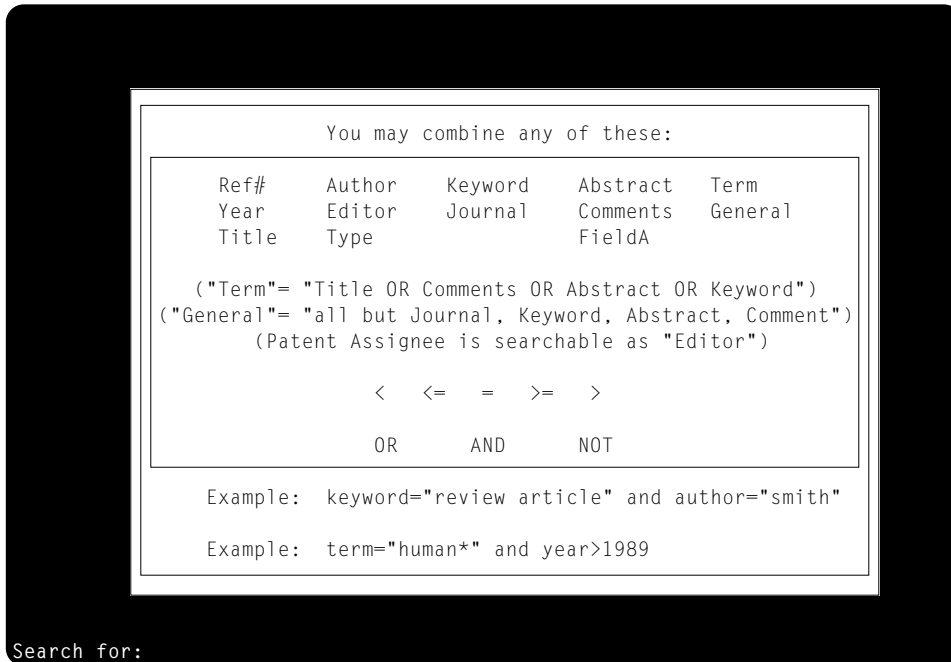 You may combine any of these:
Ref# Author Keyword Abstract Term
Year Editor Journal Comments General
Title Type FieldA
("Term"= "Title OR Comments OR Abstract OR Keyword")
("General"= "all but Journal, Keyword, Abstract, Comment")
(Patent Assignee is searchable as "Editor")
< <= = >= >
OR AND NOT
Example: keyword="review article" and author="smith"
Example: term="human*" and year>1989
Search for: